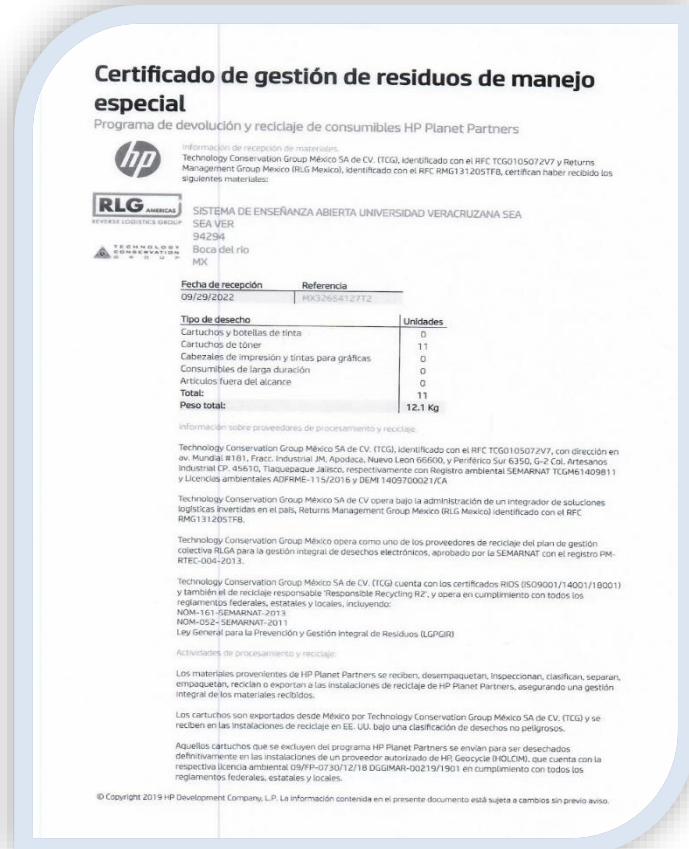 Certificado de gestión de residuos de manejo
especial
Programa de devolución y reciclaje de consumibles HP Planet Partners
hp
Información de recepción de materiales.
Technology Conservation Group México SA de CV. (TCG), identificado con el RFC TCG0105072V7 y Returns
Management Group Mexico (RLG Mexico), identificado con el RFC RMG131205TF8, certifican haber recibido los
siguientes materiales:
RLG AMERICAS
REVERSE LOGISTICS GROUP
TECHNOLOGY
CONSERVATION
GROUP
SISTEMA DE ENSEÑANZA ABIERTA UNIVERSIDAD VERACRUZANA SEA
SEA VER
94294
Boca del rio
MX
Fecha de recepción Referencia
09/29/2022 MX32654127T2
Tipo de desecho Unidades
Cartuchos y botellas de tinta 0
Cartuchos de tóner 11
Cabezales de impresión y tintas para gráficas 0
Consumibles de larga duración 0
Artículos fuera del alcance 0
Total: 11
Peso total: 12.1 Kg
Información sobre proveedores de procesamiento y reciclaje.
Technology Conservation Group México SA de CV. (TCG), identificado con el RFC TCG0105072V7, con dirección en
av. Mundial #181, Fracc. Industrial JM, Apodaca, Nuevo Leon 66600, y Periférico Sur 6350, G-2 Col. Artesanos
Industrial CP. 45610, Tlaquepaque Jalisco, respectivamente con Registro ambiental SEMARNAT TCGM61409811
y Licencias ambientales ADFRME-115/2016 y DEMI 1409700021/CA
Technology Conservation Group México SA de CV opera bajo la administración de un integrador de soluciones
logísticas invertidas en el país, Returns Management Group Mexico (RLG Mexico) identificado con el RFC
RMG131205TF8.
Technology Conservation Group México opera como uno de los proveedores de reciclaje del plan de gestión
colectiva RLGA para la gestión integral de desechos electrónicos, aprobado por la SEMARNAT con el registro PM-
RTEC-004-2013.
Technology Conservation Group México SA de CV. (TCG) cuenta con los certificados RIOS (ISO9001/14001/18001)
y también el de reciclaje responsable 'Responsible Recycling R2', y opera en cumplimiento con todos los
reglamentos federales, estatales y locales, incluyendo:
NOM-161-SEMARNAT-2013
NOM-052- SEMARNAT-2011
Ley General para la Prevención y Gestión Integral de Residuos (LGPGIR)
Actividades de procesamiento y reciclaje:
Los materiales provenientes de HP Planet Partners se reciben, desempaquetan, inspeccionan, clasifican, separan,
empaquetan, reciclan o exportan a las instalaciones de reciclaje de HP Planet Partners, asegurando una gestión
integral de los materiales recibidos.
Los cartuchos son exportados desde México por Technology Conservation Group México SA de CV. (TCG) y se
reciben en las instalaciones de reciclaje en EE. UU. bajo una clasificación de desechos no peligrosos.
Aquellos cartuchos que se excluyen del programa HP Planet Partners se envían para ser desechados
definitivamente en las instalaciones de un proveedor autorizado de HP, Geocycle (HOLCIM), que cuenta con la
respectiva licencia ambiental 09/FP-0730/12/18 DGGIMAR-00219/1901 en cumplimiento con todos los
reglamentos federales, estatales y locales.
© Copyright 2019 HP Development Company, L.P. La información contenida en el presente documento está sujeta a cambios sin previo aviso.